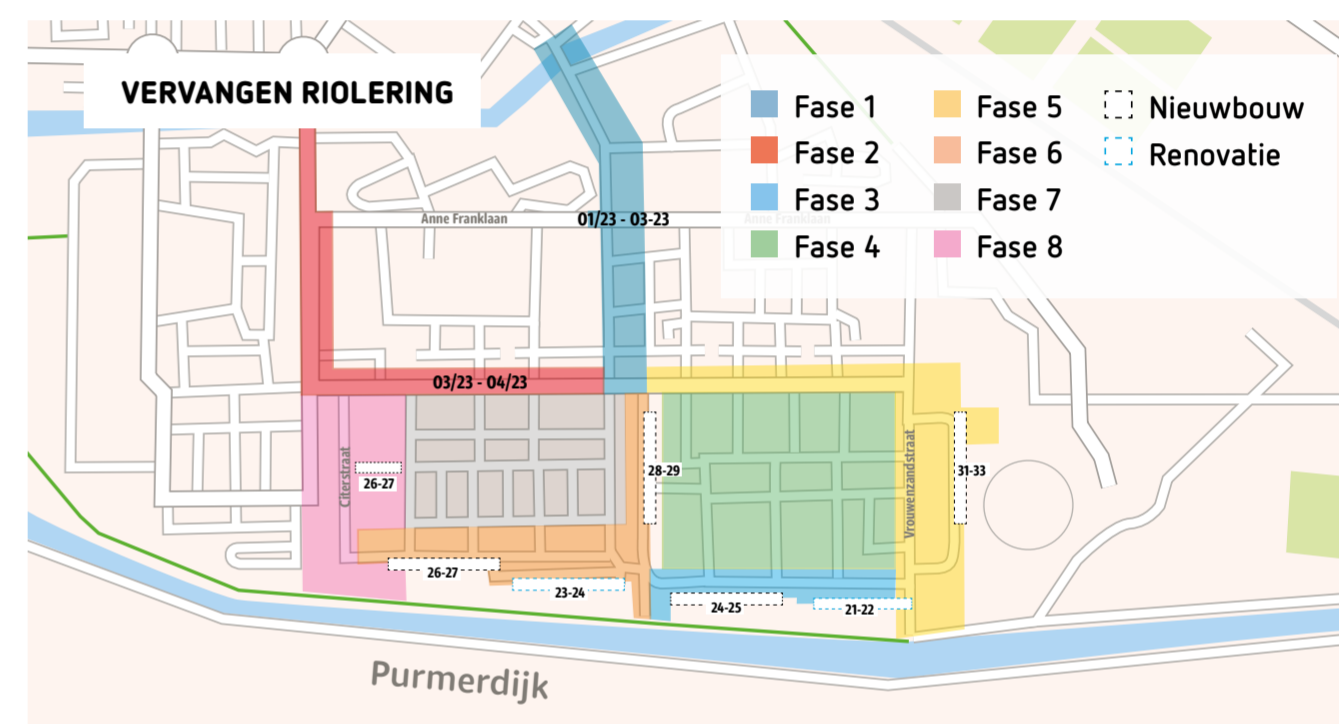 VERVANGEN RIOLERING
Fase 1
Fase 2
Fase 3
Fase 4
Fase 5
Fase 6
Fase 7
Fase 8
Nieuwbouw
Renovatie
Anne Franklaan
01/23 - 03-23
Anne Franklaan
03/23 - 04/23
Citerstraat
26-27
28-29
Vrouwenzandstraat
31-33
26-27
23-24
24-25
21-22
Purmerdijk